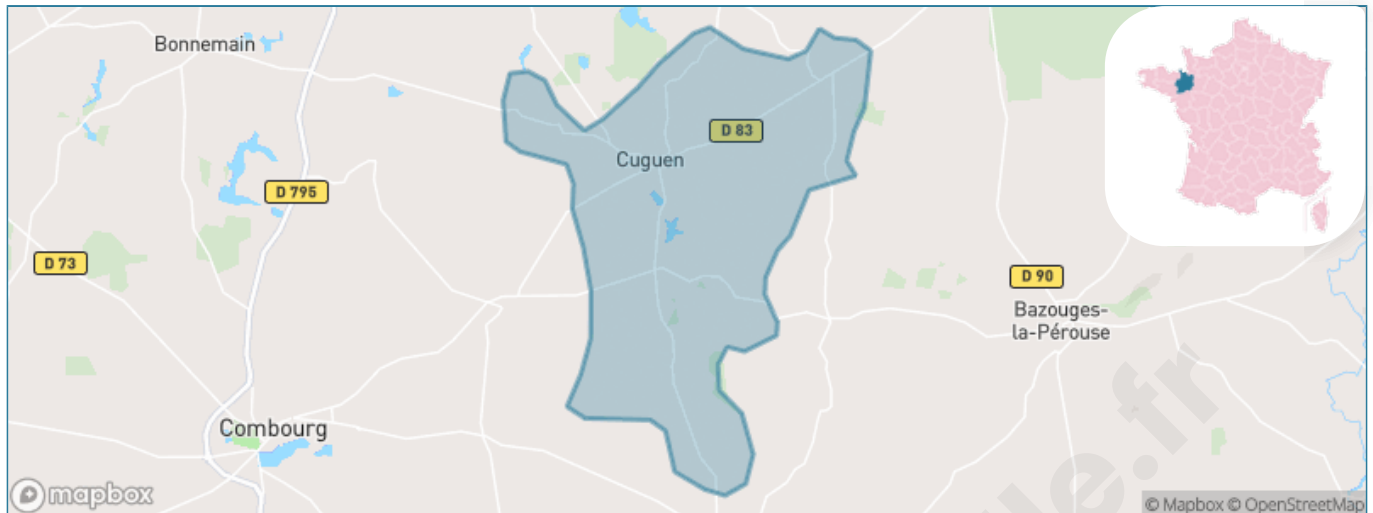 Bonnemain
D 83
Cuguen
D 795
D 73
D 90
Bazouges-
la-Pérouse
Combourg
mapbox
© Mapbox © OpenStreetMap